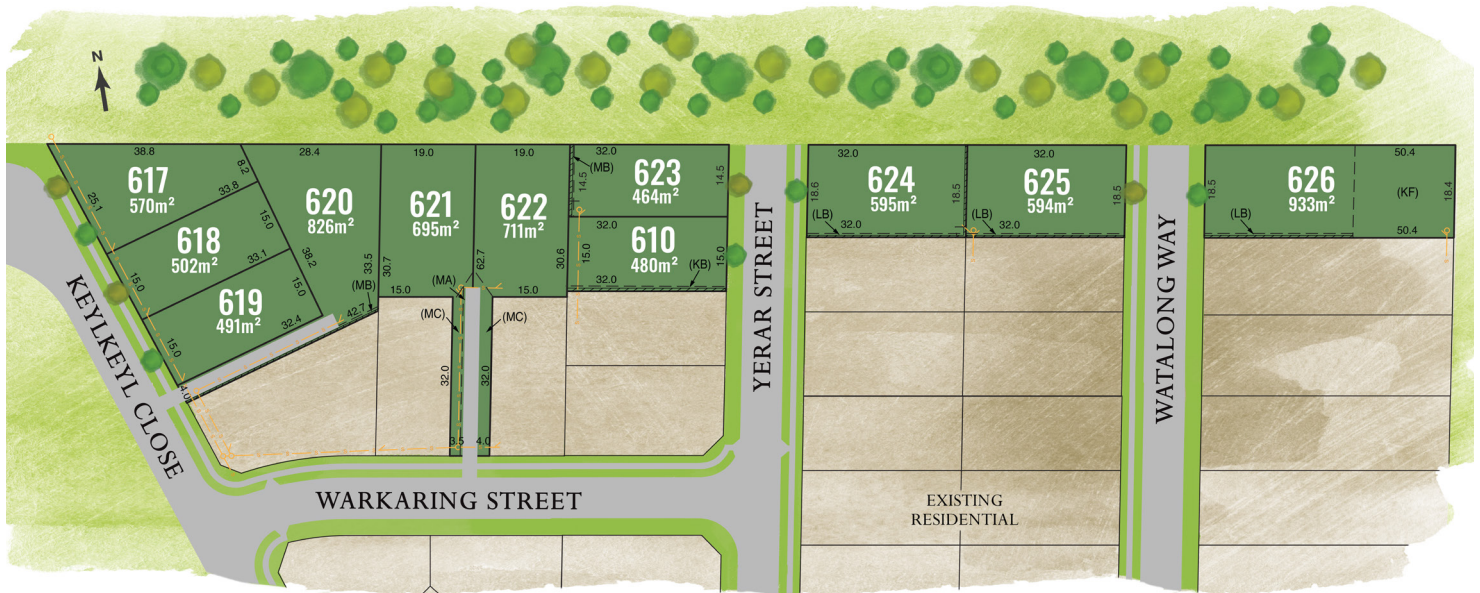 N
38.8
28.4
19.0
19.0
32.0
32.0
32.0
50.4
617
570m²
8.2
33.8
25.1
620
826m²
621
695m²
622
711m²
(MB)
14.5
623
464m²
14.5
18.6
624
595m²
18.5
625
594m²
18.5
18.5
626
933m²
(KF)
18.4
618
502m²
15.0
33.1
15.0
38.2
33.5
30.7
62.7
30.6
32.0
610
480m²
15.0
15.0
32.0
(KB)
(LB)
32.0
(LB)
32.0
(LB)
50.4
619
491m²
15.0
15.0
32.4
42.7
(MB)
15.0
(MA)
15.0
(MC)
(MC)
32.0
32.0
4.0
3.5
4.0
KEYLKEYL CLOSE
YERAR STREET
WATALONG WAY
WARKARING STREET
EXISTING
RESIDENTIAL